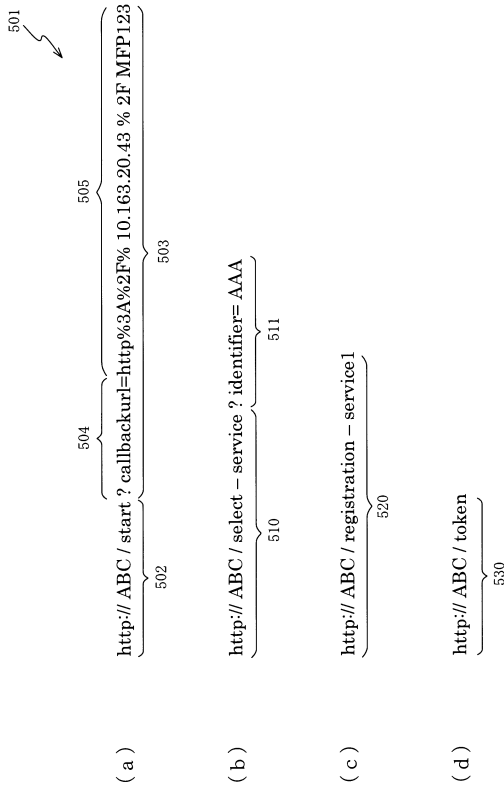 501
505
504
( a ) http:// ABC / start ? callbackurl=http%3A%2F% 10.163.20.43 % 2F MFP123
502
503
( b ) http:// ABC / select – service ? identifier= AAA
510
511
( c ) http:// ABC / registration – service1
520
( d ) http:// ABC / token
530